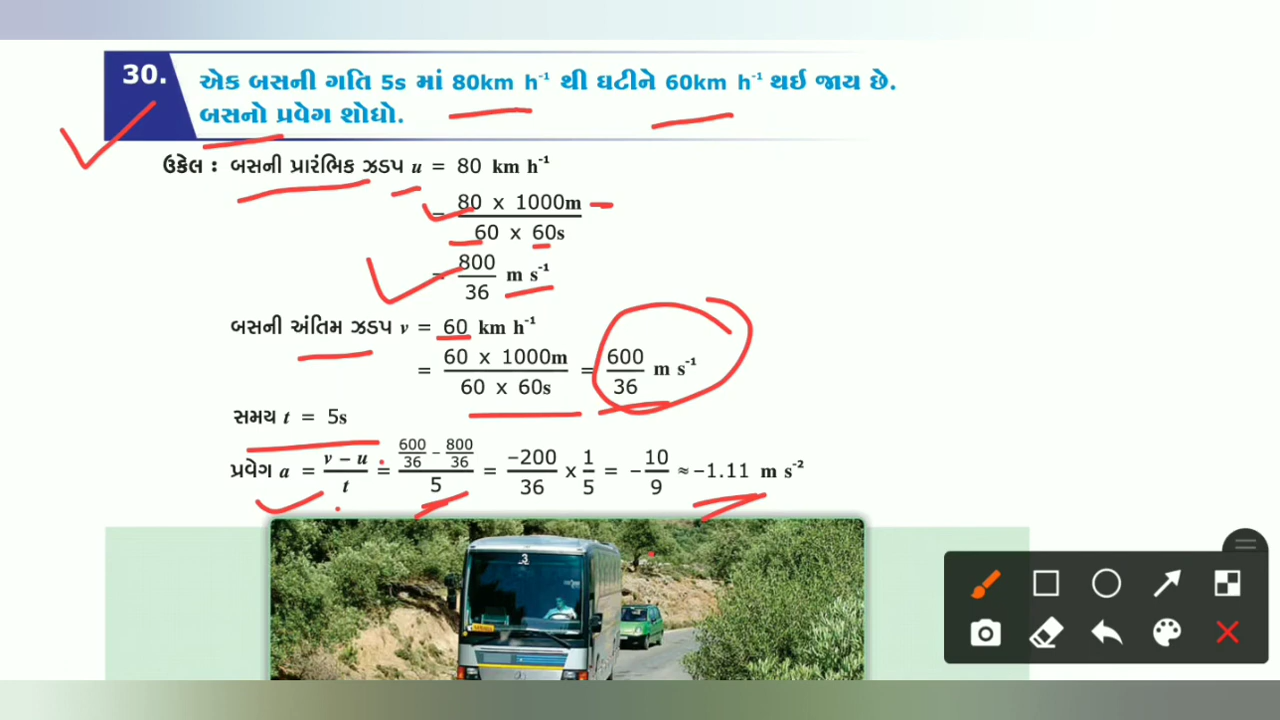 30. એક બસની ગતિ 5s માં 80km h⁻¹ થી ઘટીને 60km h⁻¹ થઈ જાય છે.
બસનો પ્રવેગ શોધો.
ઉકેલ : બસની પ્રારંભિક ઝડપ u = 80 km h⁻¹
= 80 x 1000m / 60 x 60s
= 800 / 36 m s⁻¹
બસની અંતિમ ઝડપ v = 60 km h⁻¹
= 60 x 1000m / 60 x 60s = 600 / 36 m s⁻¹
સમય t = 5s
પ્રવેગ a = v – u / t = 600/36 – 800/36 / 5 = –200 / 36 x 1 / 5 = – 10 / 9 ≈ –1.11 m s⁻²
3